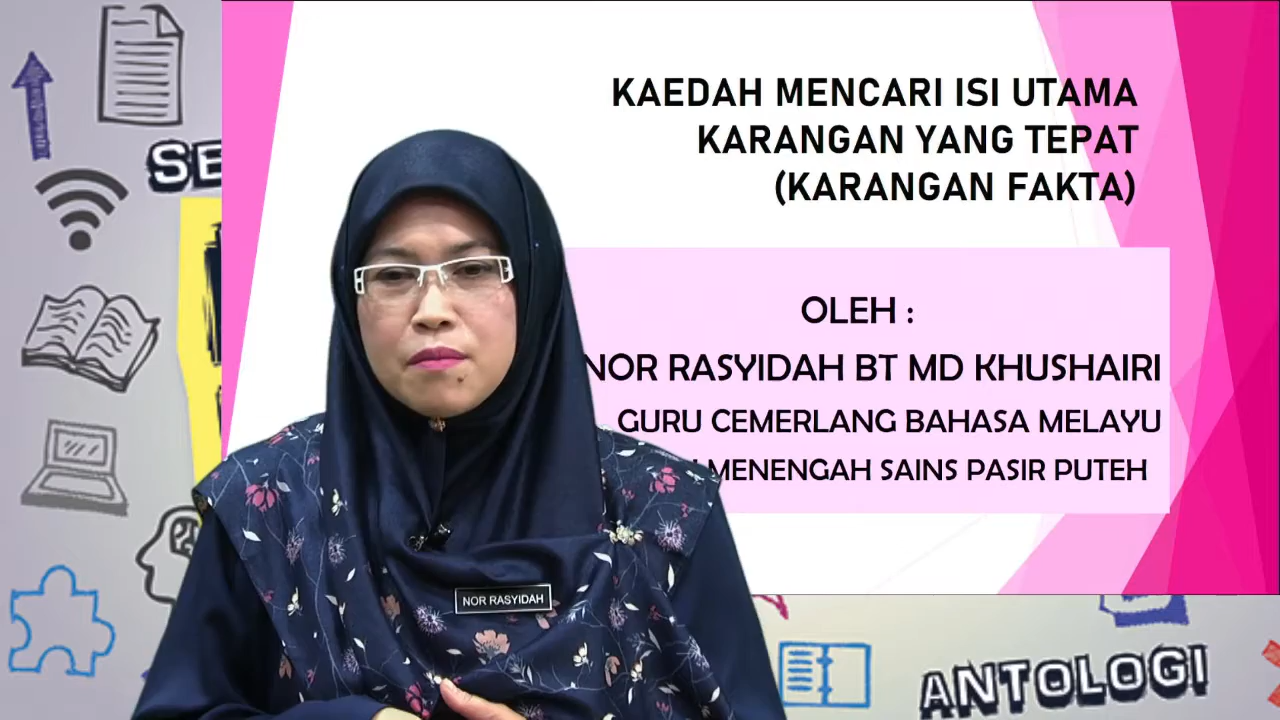 KAEDAH MENCARI ISI UTAMA
KARANGAN YANG TEPAT
(KARANGAN FAKTA)
OLEH :
NOR RASYIDAH BT MD KHUSHAIRI
GURU CEMERLANG BAHASA MELAYU
MENENGAH SAINS PASIR PUTEH
NOR RASYIDAH
ANTOLOGI